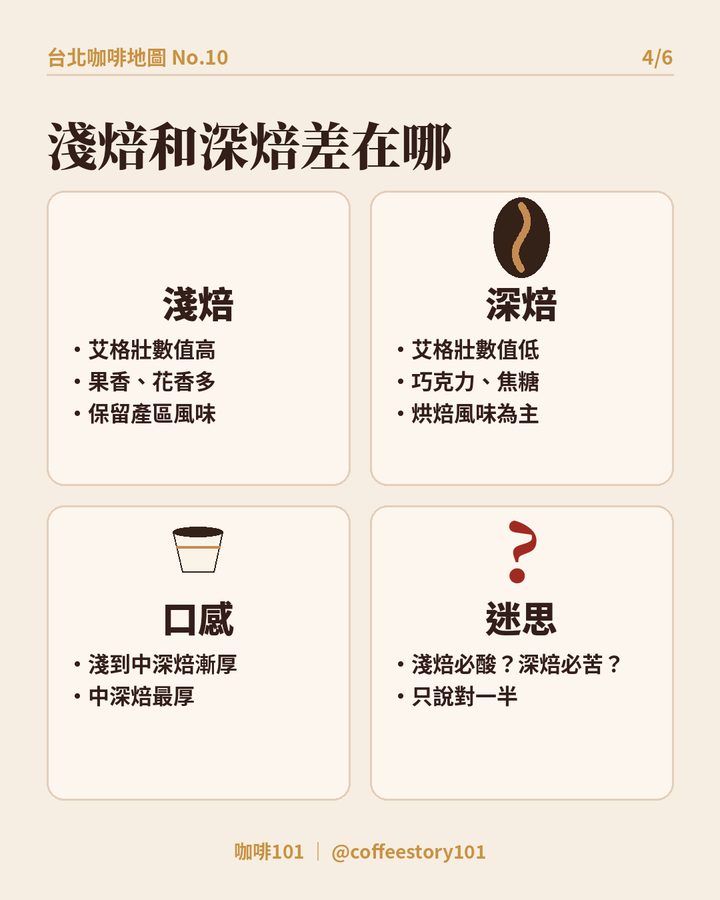 台北咖啡地圖 No.10
4/6
淺焙和深焙差在哪
淺焙
・艾格壯數值高
・果香、花香多
・保留產區風味
深焙
・艾格壯數值低
・巧克力、焦糖
・烘焙風味為主
口感
・淺到中深焙漸厚
・中深焙最厚
?
迷思
・淺焙必酸？深焙必苦？
・只說對一半
咖啡101｜@coffeestory101